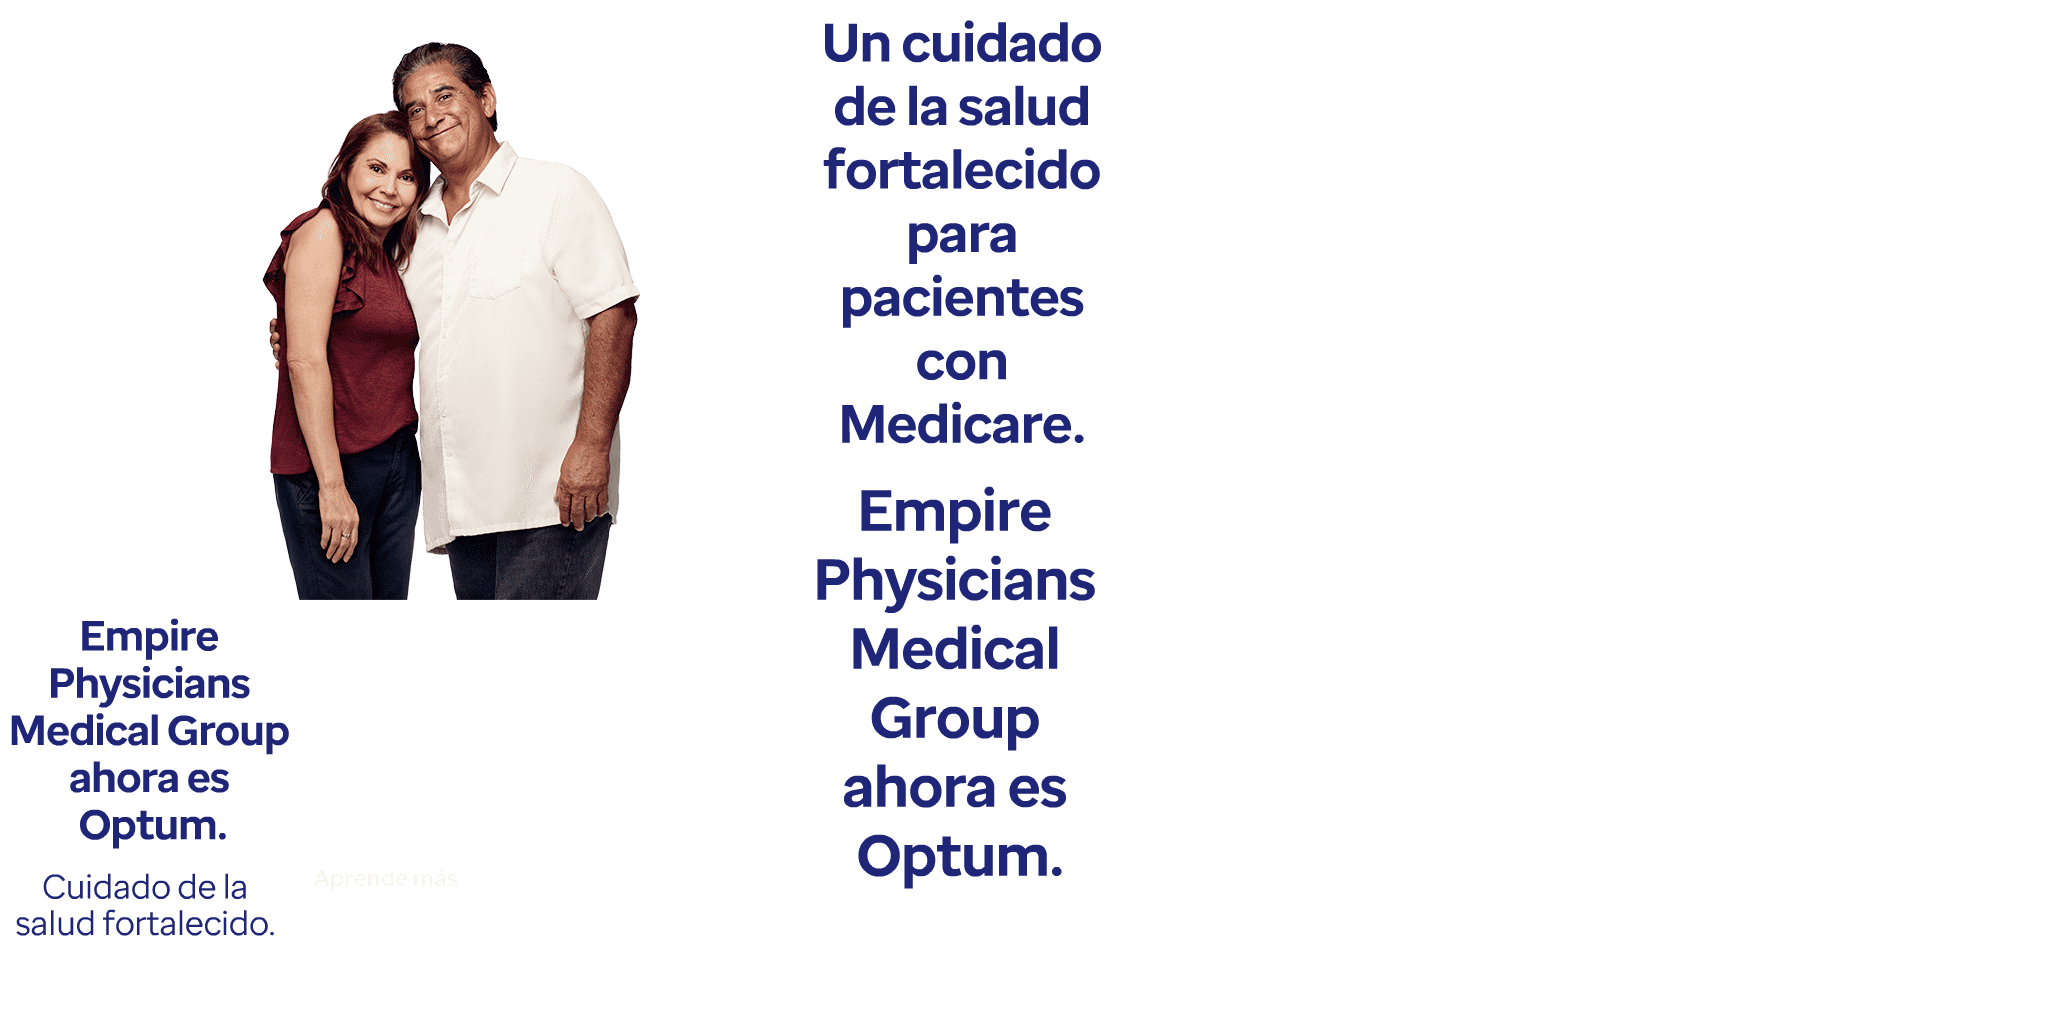 Un cuidado
de la salud
fortalecido
para
pacientes
con
Medicare.
Empire
Physicians
Medical
Group
ahora es
Optum.
Empire
Physicians
Medical Group
ahora es
Optum.
Cuidado de la
salud fortalecido.
Aprende más